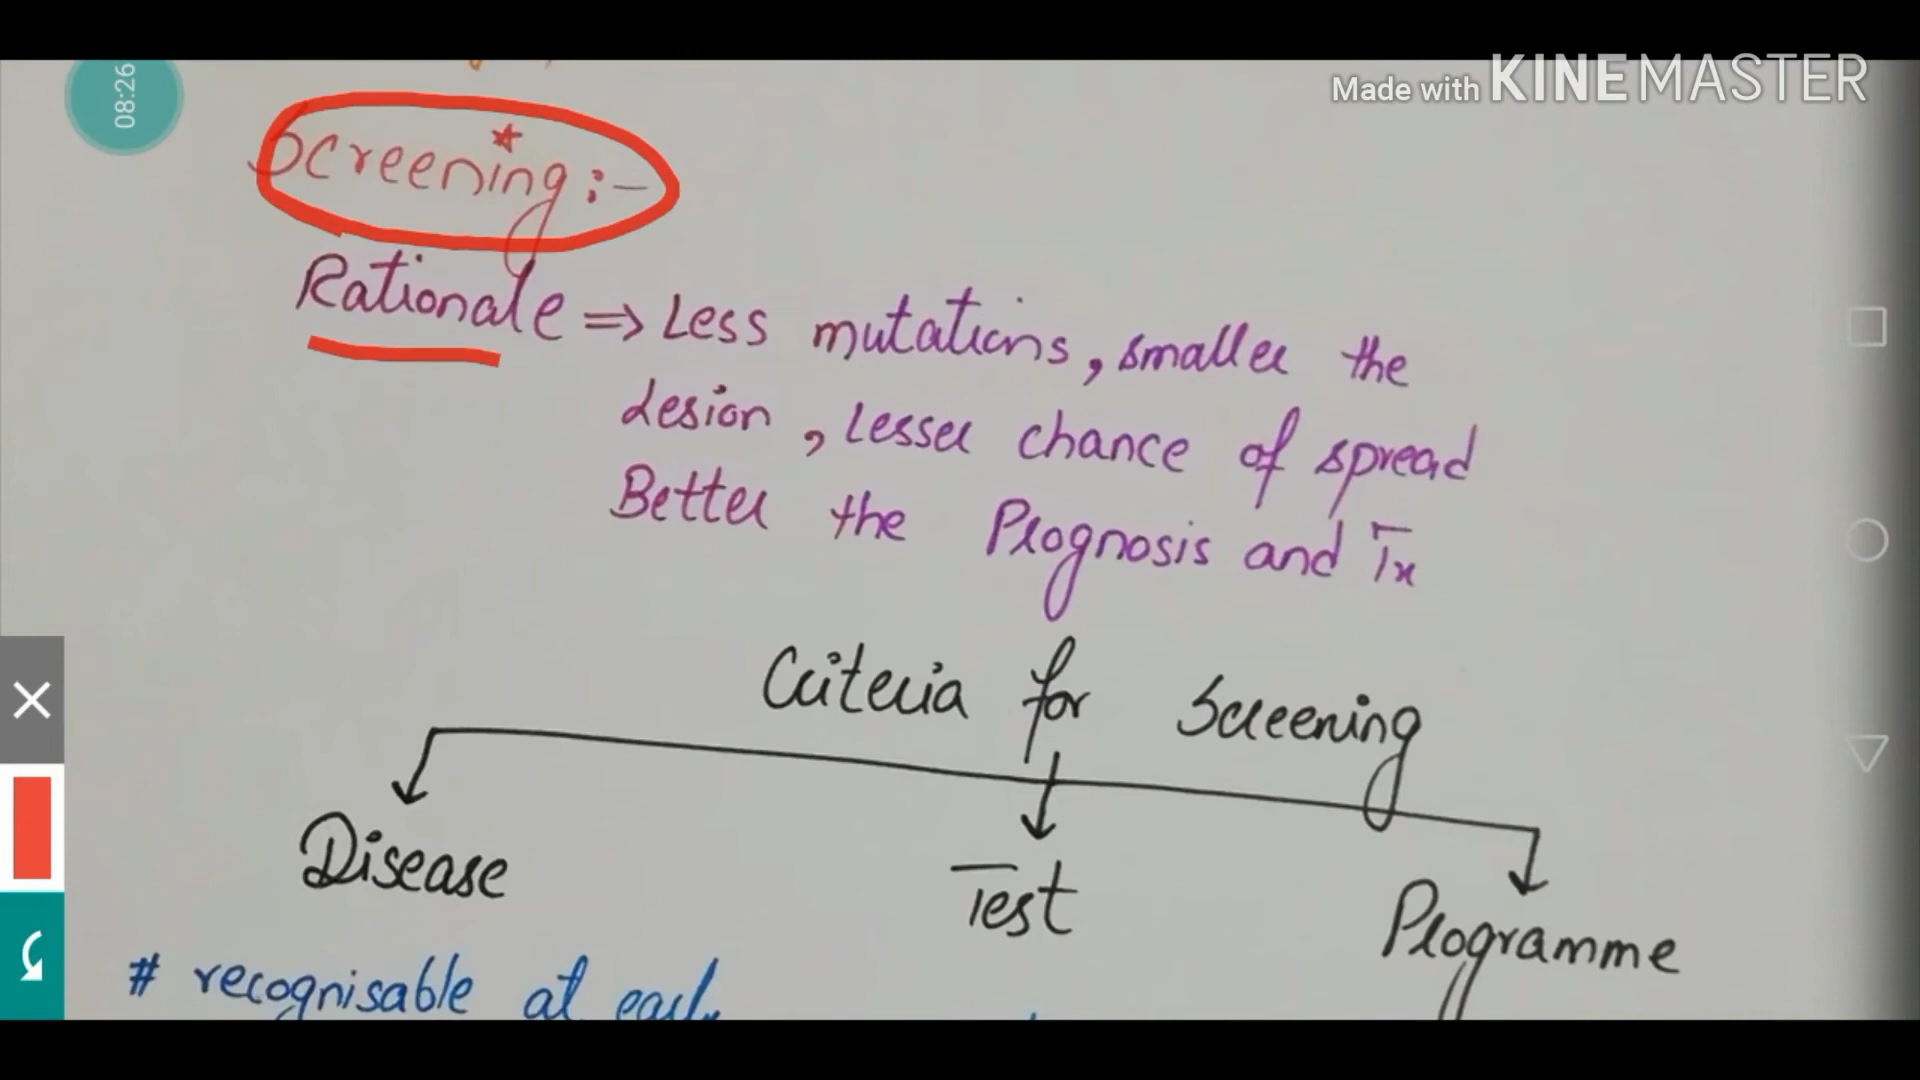 Made with KINEMASTER
08:26
Screening :-
Rationale ⇒ Less mutations, smaller the
Lesion, Lesser chance of spread
Better the Prognosis and Tx
Criteria for Screening
Disease
Test
Programme
# recognisable at early